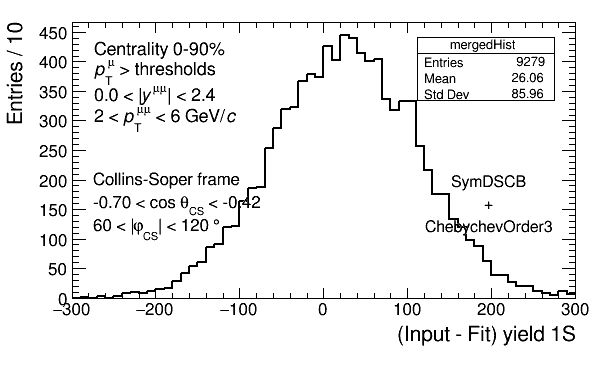 Entries / 10
450
400
350
300
250
200
150
100
50
0
Centrality 0-90%
p_T^μ > thresholds
0.0 < |y^μμ| < 2.4
2 < p_T^μμ < 6 GeV/c
Collins-Soper frame
-0.70 < cos θ_CS < -0.42
60 < |φ_CS| < 120 °
mergedHist
Entries 9279
Mean 26.06
Std Dev 85.96
SymDSCB
+
ChebychevOrder3
−300 −200 −100 0 100 200 300
(Input - Fit) yield 1S